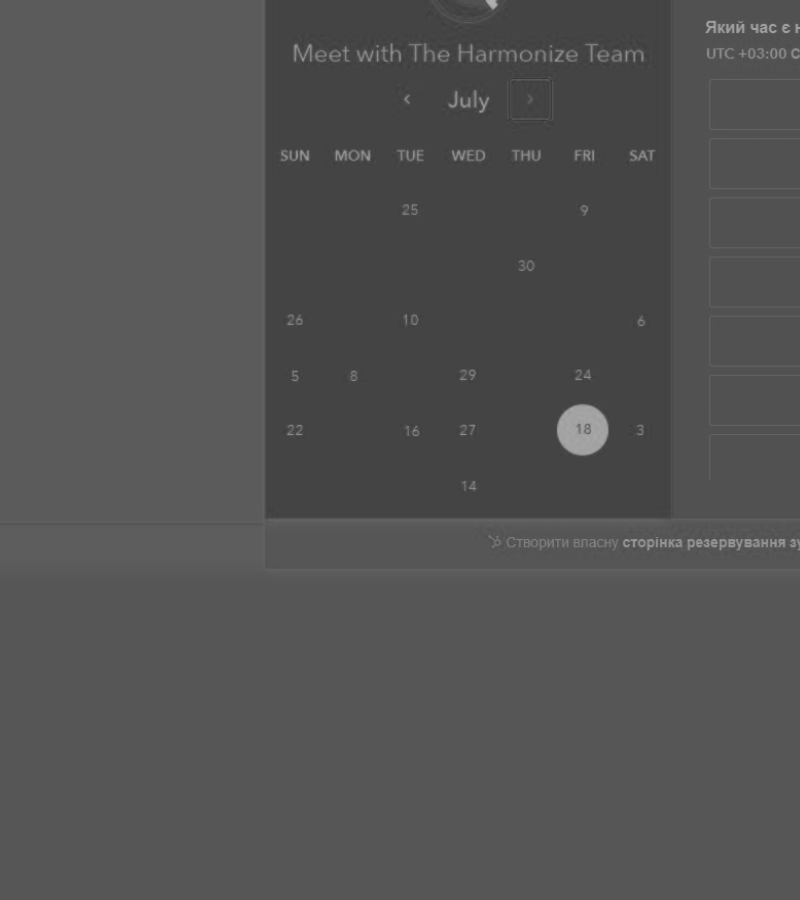 Який час є н
UTC +03:00 С
Meet with The Harmonize Team
July
SUN MON TUE WED THU FRI SAT
25 9
30
26 10 6
5 8 29 24
22 16 27 18 3
14
Створити власну сторінка резервування зу